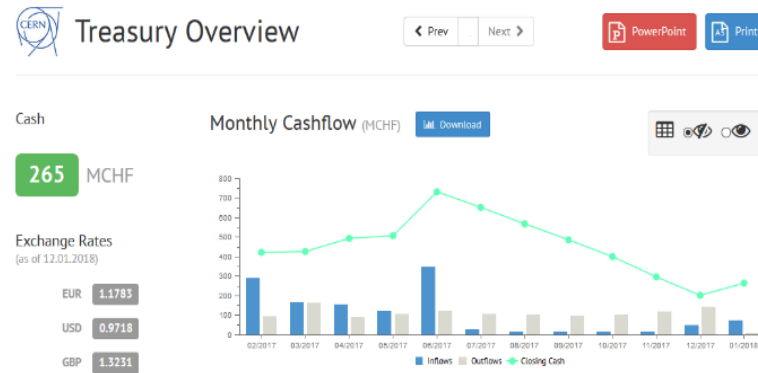 CERN
Treasury Overview
Prev
Next
PowerPoint
Print
Cash
265 MCHF
Exchange Rates
(as of 12.01.2018)
EUR 1.1783
USD 0.9718
GBP 1.3231
Monthly Cashflow (MCHF)
Download
800
700
600
500
400
300
200
100
0
02/2017 03/2017 04/2017 05/2017 06/2017 07/2017 08/2017 09/2017 10/2017 11/2017 12/2017 01/2018
Inflows Outflows Closing Cash